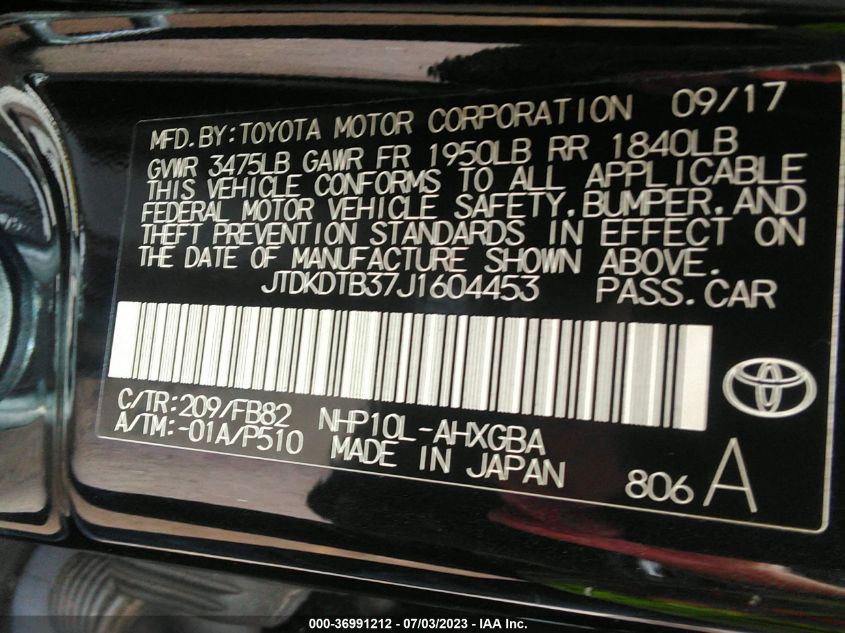 MFD. BY: TOYOTA MOTOR CORPORATION 09/17
GVWR 3475LB GAWR FR 1950LB RR 1840LB
THIS VEHICLE CONFORMS TO ALL APPLICABLE
FEDERAL MOTOR VEHICLE SAFETY, BUMPER, AND
THEFT PREVENTION STANDARDS IN EFFECT ON
THE DATE OF MANUFACTURE SHOWN ABOVE.
JTDKDTB37J1604453 PASS. CAR
C/TR: 209/FB82 NHP10L-AHXGBA
A/TM: -01A/P510 MADE IN JAPAN
806 A
000-36991212 - 07/03/2023 - IAA Inc.